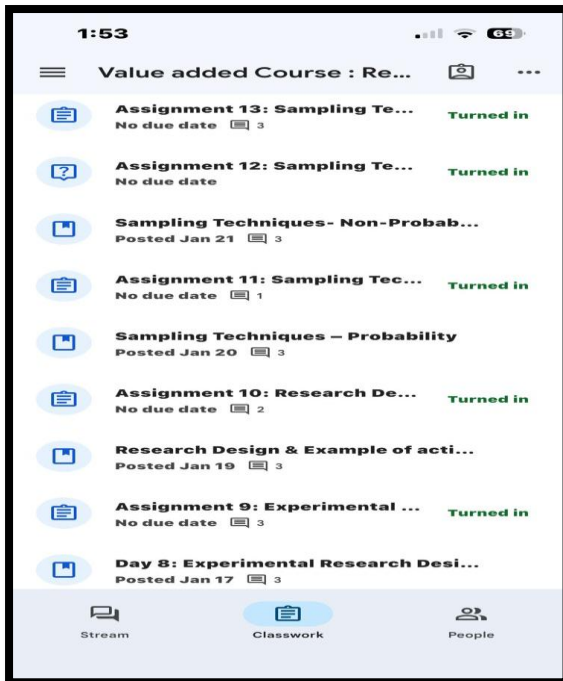 1:53
69
Value added Course : Re...
Assignment 13: Sampling Te...
Turned in
No due date 3
Assignment 12: Sampling Te...
Turned in
No due date
Sampling Techniques- Non-Probab...
Posted Jan 21 3
Assignment 11: Sampling Tec...
Turned in
No due date 1
Sampling Techniques – Probability
Posted Jan 20 3
Assignment 10: Research De...
Turned in
No due date 2
Research Design & Example of acti...
Posted Jan 19 3
Assignment 9: Experimental ...
Turned in
No due date 3
Day 8: Experimental Research Desi...
Posted Jan 17 3
Stream
Classwork
People